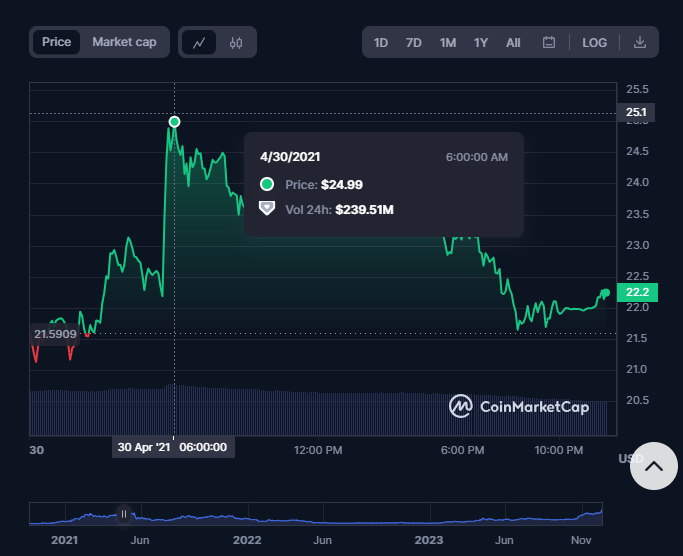 Price Market cap 1D 7D 1M 1Y All LOG
25.5
25.1
4/30/2021 6:00:00 AM
24.5
Price: $24.99
24.0
Vol 24h: $239.51M
23.5
23.0
22.5
22.2
22.0
21.5909
21.5
21.0
20.5
CoinMarketCap
30 30 Apr '21 06:00:00 12:00 PM 6:00 PM 10:00 PM
USD
2021 Jun 2022 Jun 2023 Jun Nov